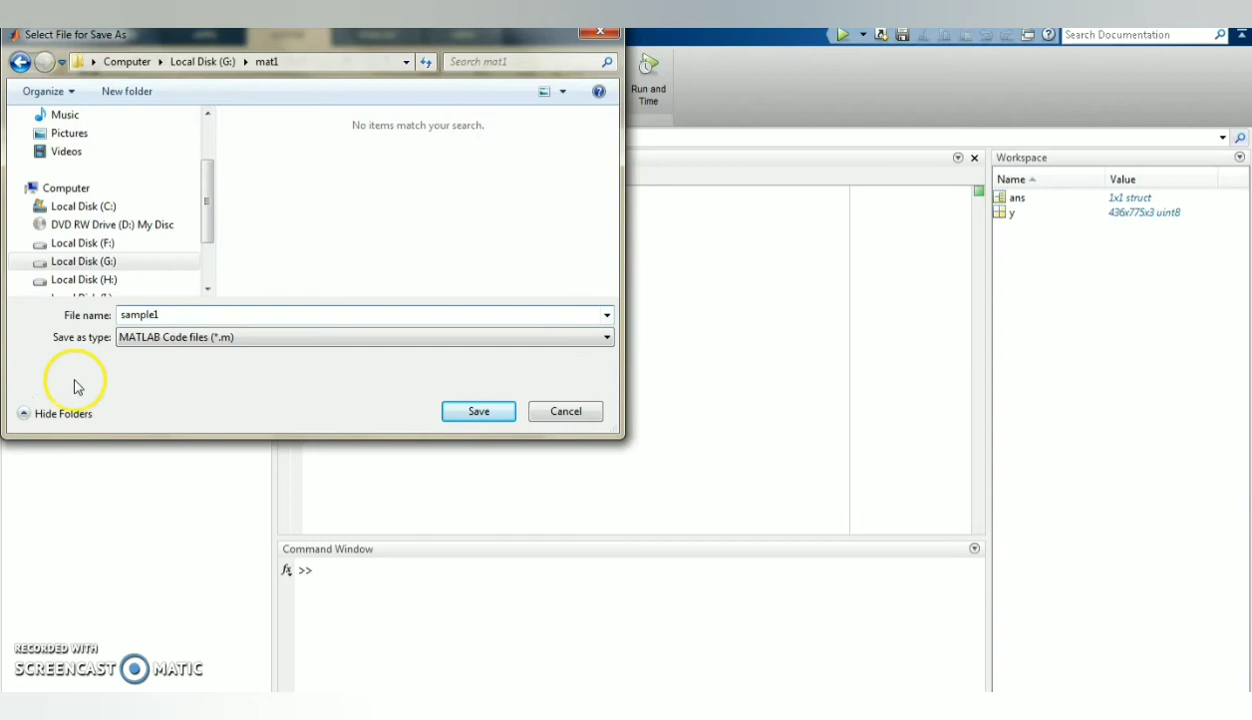 Select File for Save As
Search Documentation
Computer
Local Disk (G:)
mat1
Search mat1
Organize
New folder
Run and
Time
Music
Pictures
Videos
No items match your search.
Computer
Local Disk (C:)
DVD RW Drive (D:) My Disc
Local Disk (F:)
Local Disk (G:)
Local Disk (H:)
File name: sample1
Save as type: MATLAB Code files (*.m)
Hide Folders
Save
Cancel
Workspace
Name Value
ans 1x1 struct
y 436x775x3 uint8
Command Window
fx >>
RECORDED WITH
SCREENCAST MATIC